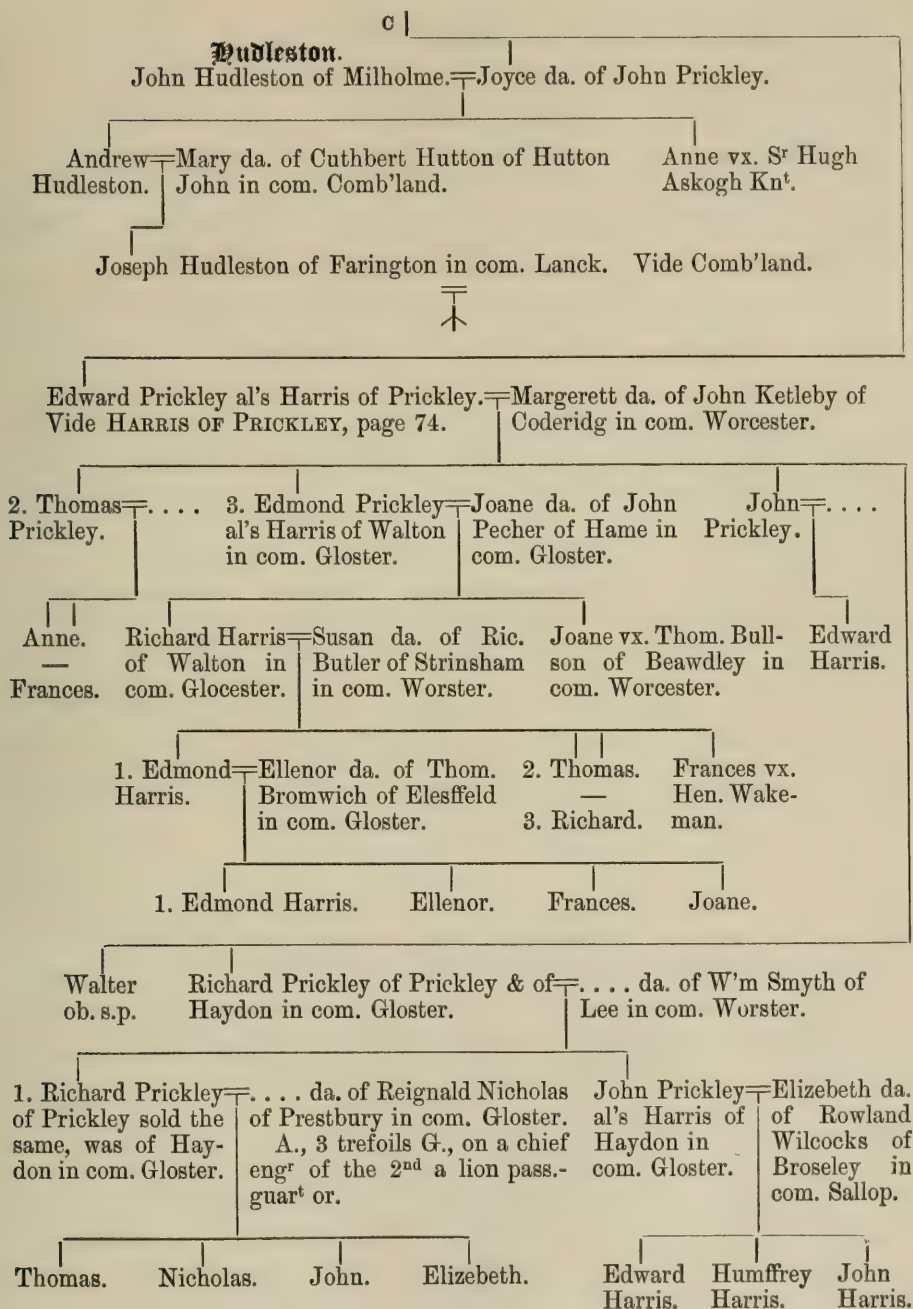 C
Hudleston.
John Hudleston of Milholme.=Joyce da. of John Prickley.
Andrew=Mary da. of Cuthbert Hutton of Hutton
Hudleston. John in com. Comb'land.
Anne vx. Sr Hugh
Askogh Knt.
Joseph Hudleston of Farington in com. Lanck. Vide Comb'land.
Edward Prickley al's Harris of Prickley.=Margerett da. of John Ketleby of
Vide HARRIS OF PRICKLEY, page 74. Coderidg in com. Worcester.
2. Thomas=. . . .
Prickley.
3. Edmond Prickley=Joane da. of John
al's Harris of Walton Pecher of Hame in
in com. Gloster. com. Gloster.
John=. . . .
Prickley.
Anne.
—
Frances.
Richard Harris=Susan da. of Ric.
of Walton in Butler of Strinsham
com. Glocester. in com. Worster.
Joane vx. Thom. Bull-
son of Beawdley in
com. Worcester.
Edward
Harris.
1. Edmond=Ellenor da. of Thom.
Harris. Bromwich of Elesffeld
in com. Gloster.
2. Thomas.
—
3. Richard.
Frances vx.
Hen. Wake-
man.
1. Edmond Harris. Ellenor. Frances. Joane.
Walter
ob. s.p.
Richard Prickley of Prickley & of=. . . . da. of W'm Smyth of
Haydon in com. Gloster. Lee in com. Worster.
1. Richard Prickley=. . . . da. of Reignald Nicholas
of Prickley sold the of Prestbury in com. Gloster.
same, was of Hay- A., 3 trefoils G., on a chief
don in com. Gloster. engr of the 2nd a lion pass.-
guart or.
John Prickley=Elizebeth da.
al's Harris of of Rowland
Haydon in Wilcocks of
com. Gloster. Broseley in
com. Sallop.
Thomas. Nicholas. John. Elizebeth.
Edward Humffrey John
Harris. Harris. Harris.